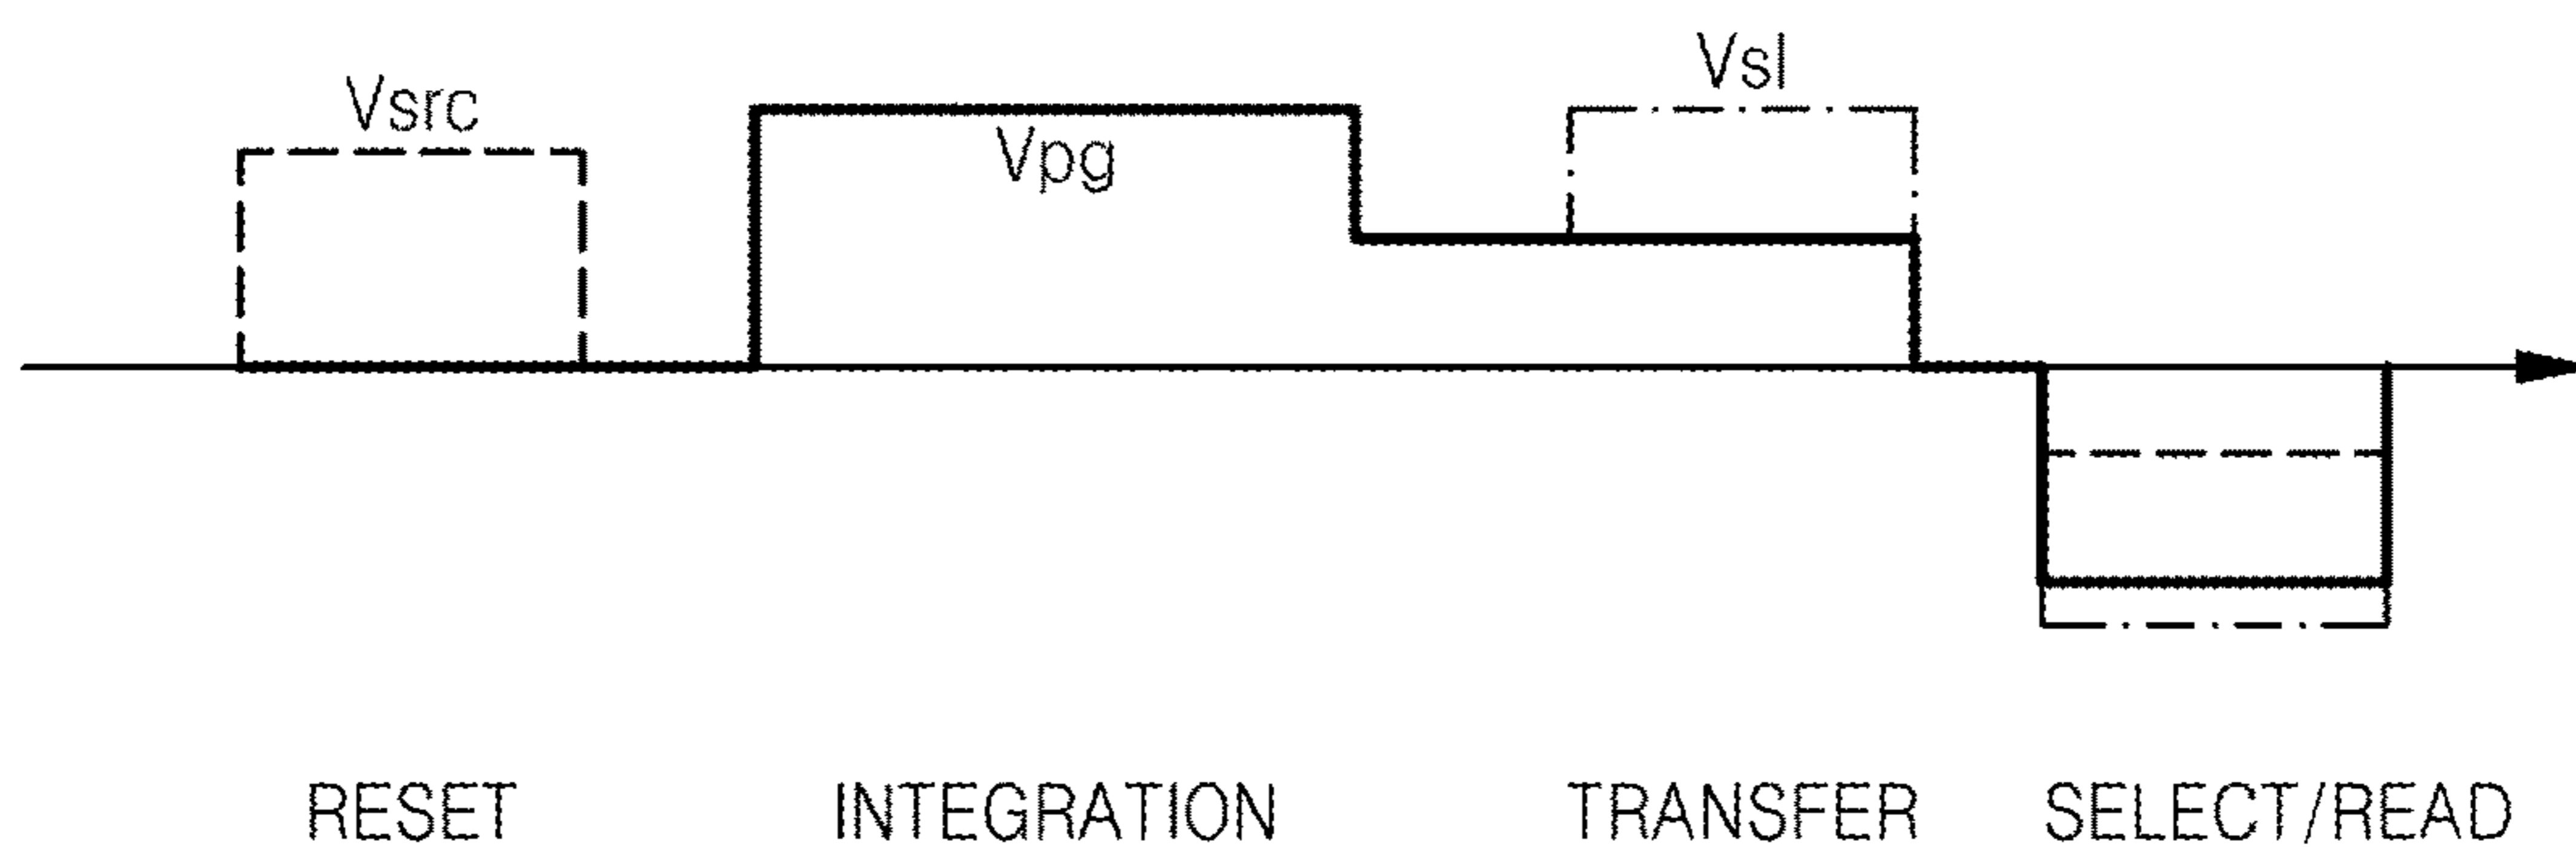 Vsl
Vsrc
Vpg
RESET INTEGRATION TRANSFER SELECT/READ